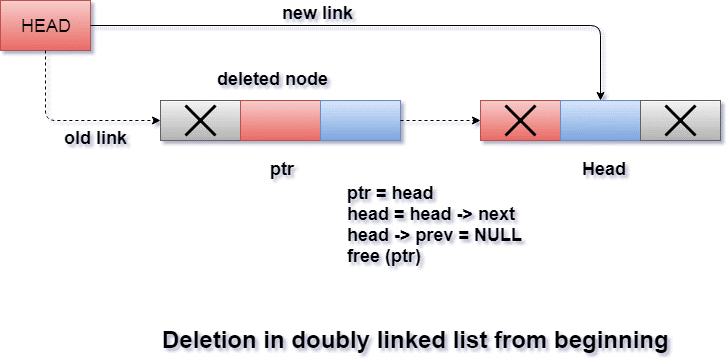 HEAD
new link
deleted node
old link
ptr
Head
ptr = head
head = head -> next
head -> prev = NULL
free (ptr)
Deletion in doubly linked list from beginning